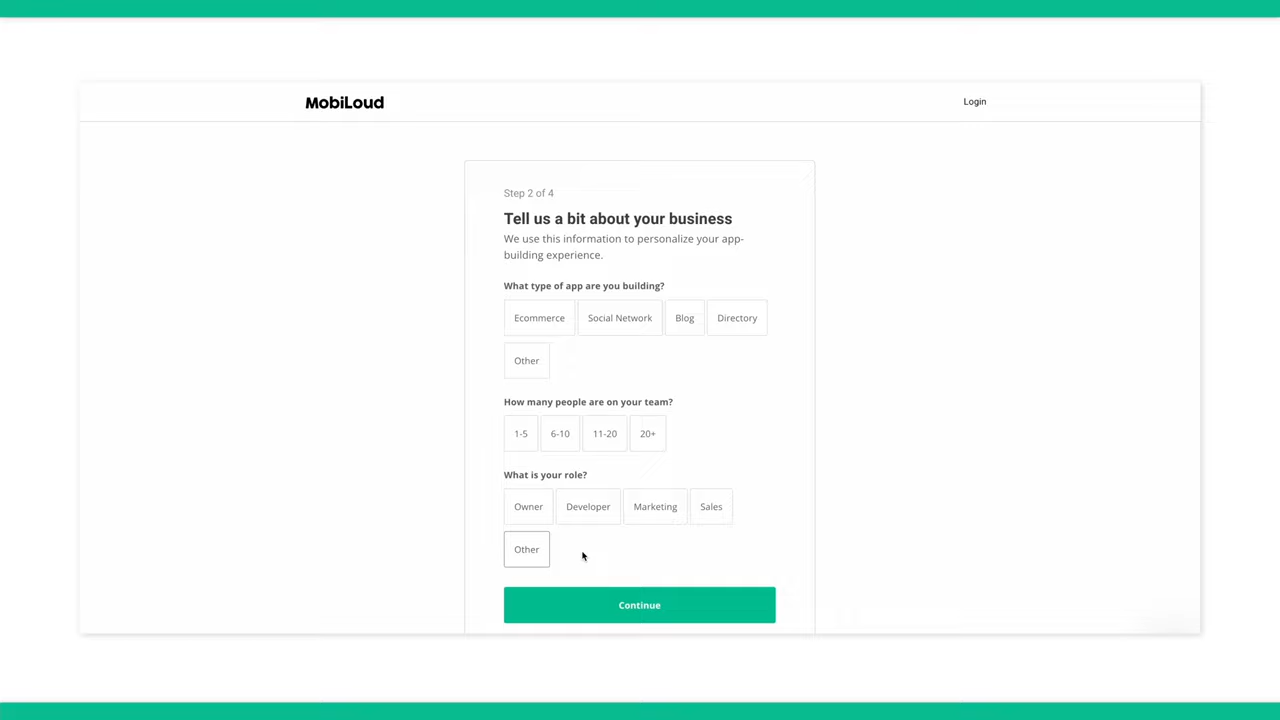 MobiLoud
Login
Step 2 of 4
Tell us a bit about your business
We use this information to personalize your app-
building experience.
What type of app are you building?
Ecommerce Social Network Blog Directory
Other
How many people are on your team?
1-5 6-10 11-20 20+
What is your role?
Owner Developer Marketing Sales
Other
Continue